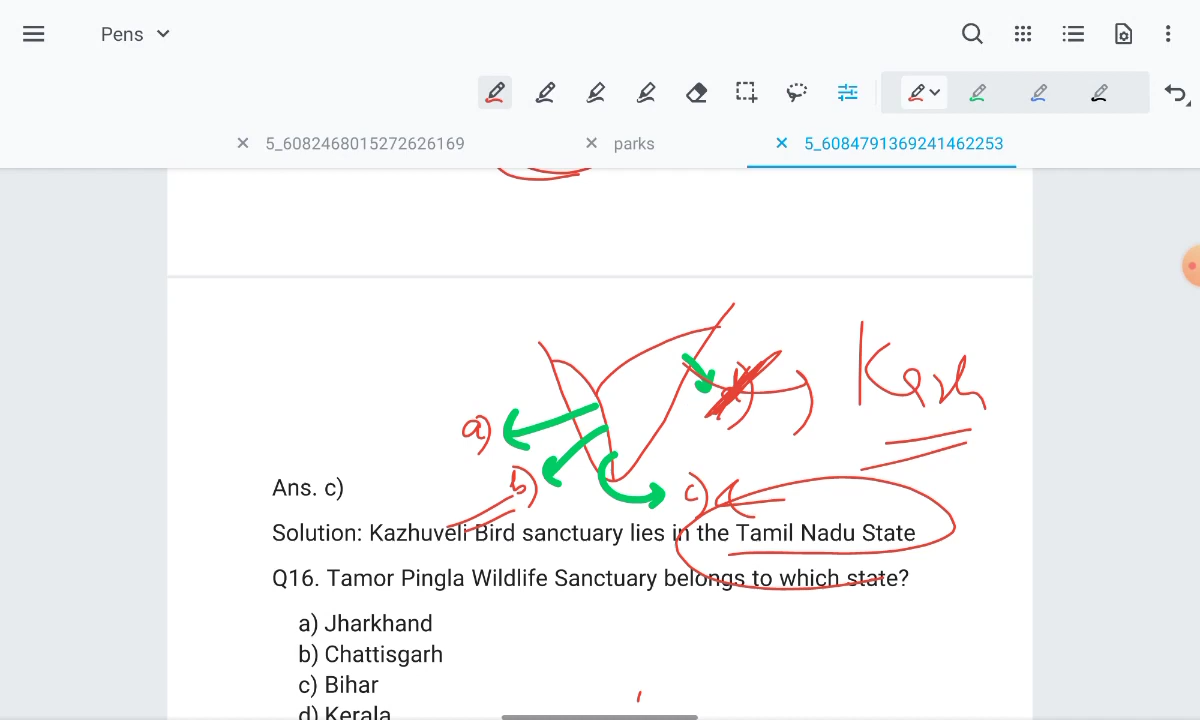 Pens
5_6082468015272626169 parks 5_6084791369241462253
a)
b)
c)
Ans. c)
Solution: Kazhuveli Bird sanctuary lies in the Tamil Nadu State
Q16. Tamor Pingla Wildlife Sanctuary belongs to which state?
a) Jharkhand
b) Chattisgarh
c) Bihar
d) Kerala